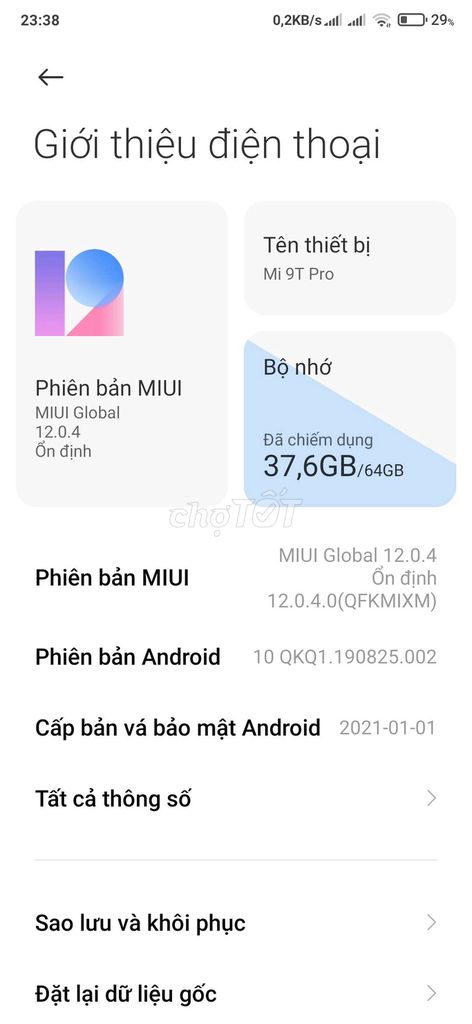 23:38
0,2KB/s
29%
Giới thiệu điện thoại
Phiên bản MIUI
MIUI Global
12.0.4
Ổn định
Tên thiết bị
Mi 9T Pro
Bộ nhớ
Đã chiếm dụng
37,6GB/64GB
chợTỐT
Phiên bản MIUI
MIUI Global 12.0.4
Ổn định
12.0.4.0(QFKMIXM)
Phiên bản Android
10 QKQ1.190825.002
Cấp bản vá bảo mật Android
2021-01-01
Tất cả thông số
Sao lưu và khôi phục
Đặt lại dữ liệu gốc